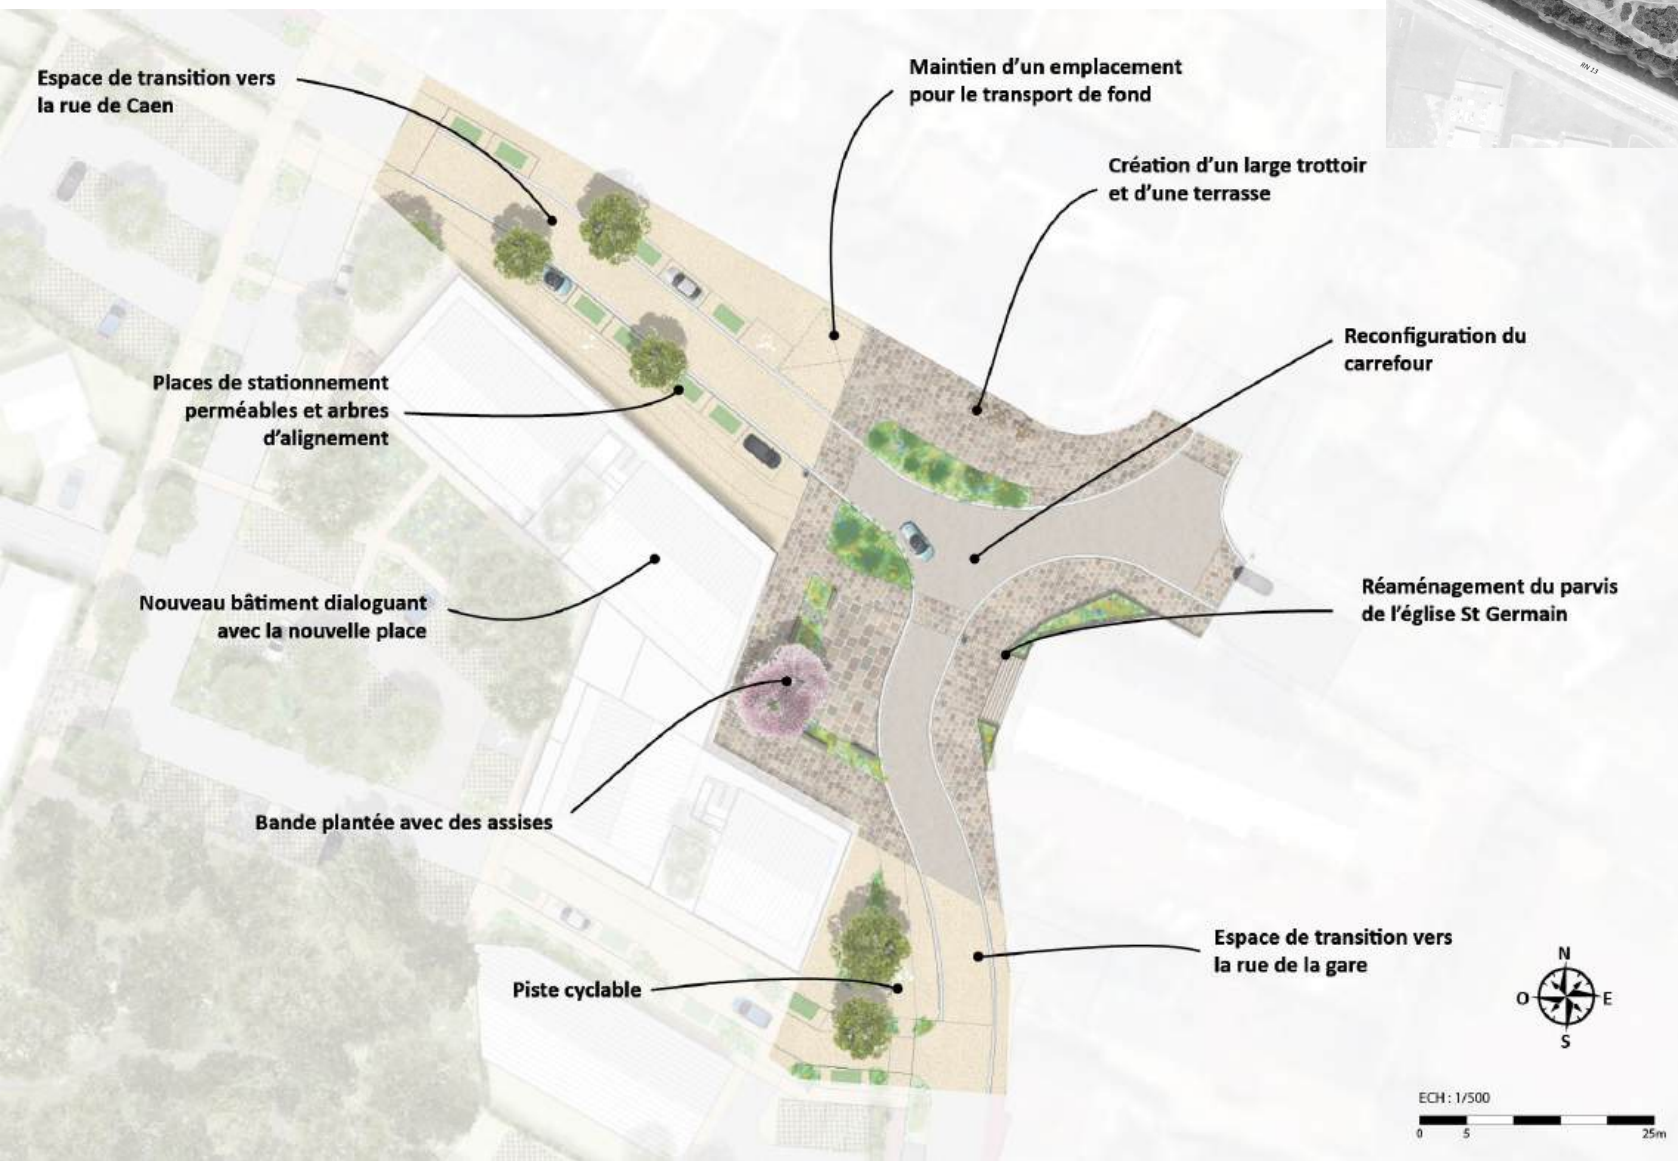 RN 13
Espace de transition vers
la rue de Caen
Maintien d'un emplacement
pour le transport de fond
Création d'un large trottoir
et d'une terrasse
Reconfiguration du
carrefour
Places de stationnement
perméables et arbres
d'alignement
Réaménagement du parvis
de l'église St Germain
Nouveau bâtiment dialoguant
avec la nouvelle place
Bande plantée avec des assises
Espace de transition vers
la rue de la gare
Piste cyclable
N
O
E
S
ECH : 1/500
0 5 25m